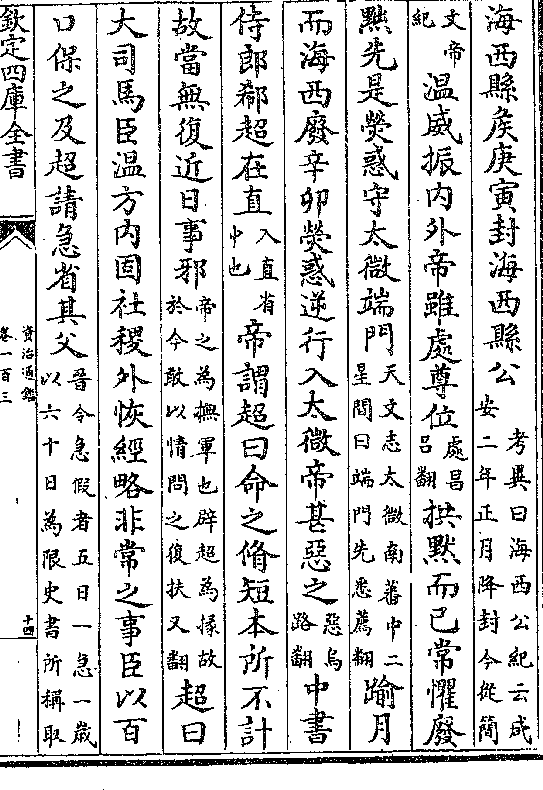 海西縣矦庚寅封海西縣公考異曰海西公紀云咸安二年正月降封今從簡
文帝紀溫威振內外帝雖處尊位處昌呂翻拱默而已常懼廢
黜先是熒惑守太微端門天文志太微南蕃中二星間曰端門先悉薦翻踰月
而海西廢辛卯熒惑逆行入太微帝甚惡之惡烏路翻中書
侍郎郗超在直入直省中也帝謂超曰命之脩短本所不計
故當無復近日事邪帝之為撫軍也辟超為掾故於今敢以情問之復扶又翻超曰
大司馬臣溫方內固社稷外恢經略非常之事臣以百
口保之及超請急省其父晉令急假者五日一急一歲以六十日為限史書所稱取
欽定四庫全書
資治通鑑
卷一百三
十四